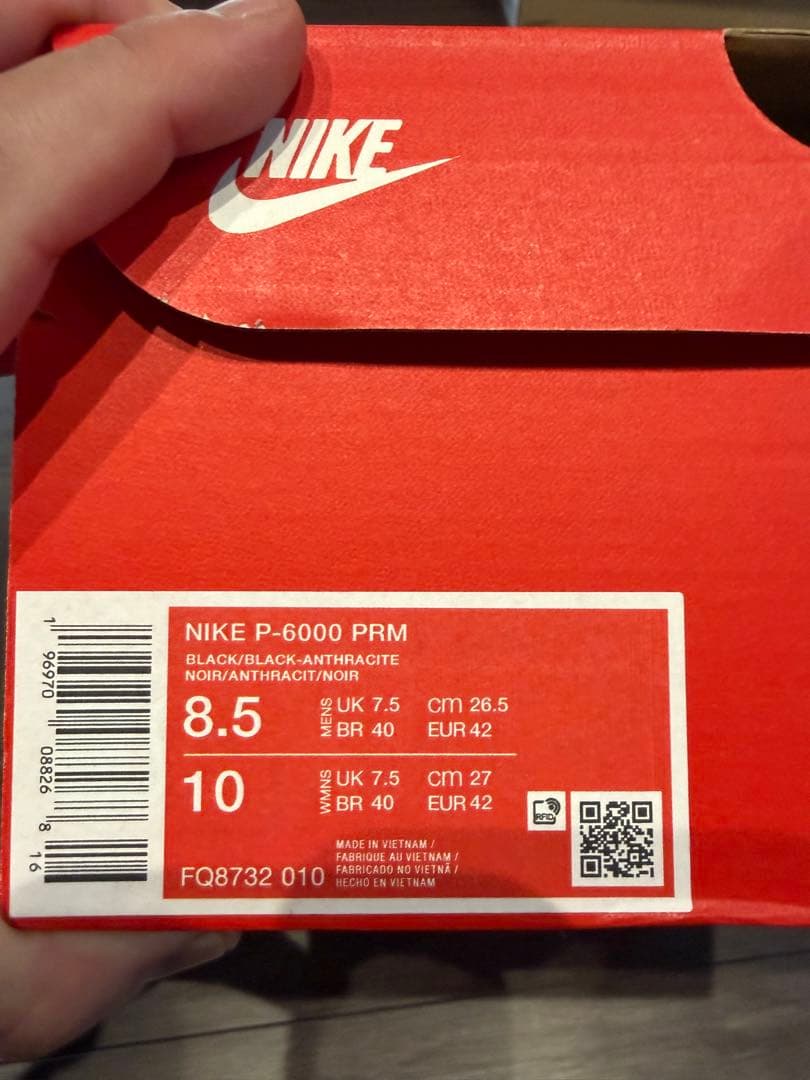 NIKE
NIKE P-6000 PRM
BLACK/BLACK-ANTHRACITE
NOIR/ANTHRACIT/NOIR
8.5 MENS UK 7.5 cm 26.5
BR 40 EUR 42
10 WMNS UK 7.5 cm 27
BR 40 EUR 42
RFID
MADE IN VIETNAM /
FABRIQUE AU VIETNAM /
FABRICADO NO VIETNÃ /
HECHO EN VIETNAM
FQ8732 010
1 96970 08826 8 16